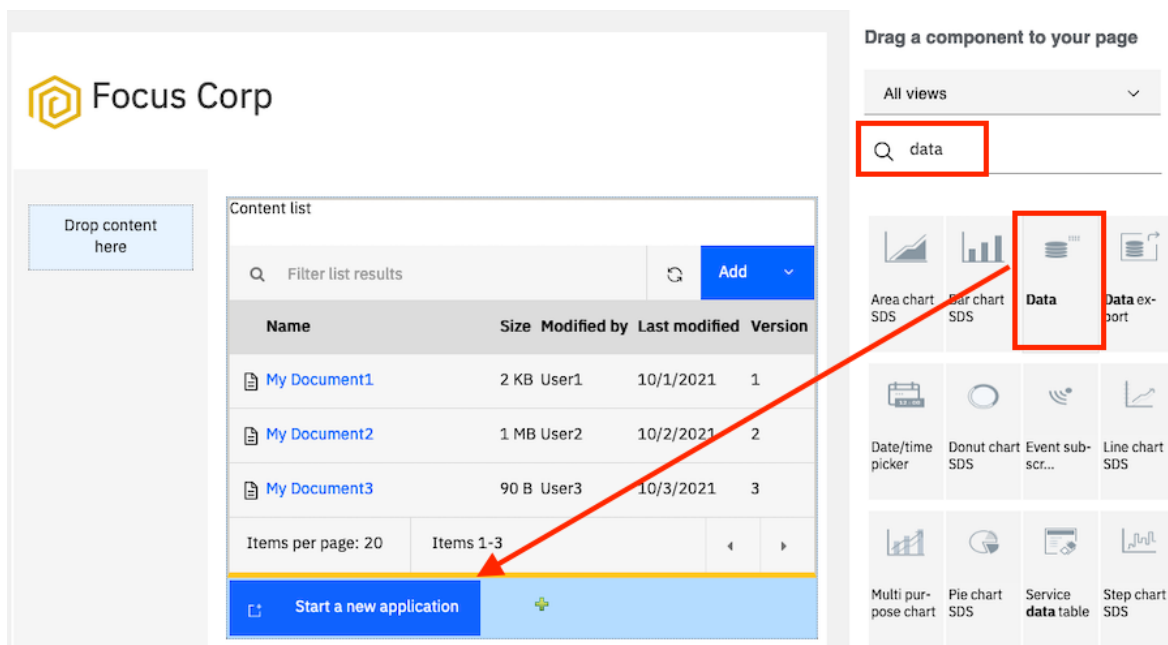 Focus Corp
Drop content
here
Content list
Filter list results
Add
Name Size Modified by Last modified Version
My Document1 2 KB User1 10/1/2021 1
My Document2 1 MB User2 10/2/2021 2
My Document3 90 B User3 10/3/2021 3
Items per page: 20 Items 1-3
Start a new application
Drag a component to your page
All views
data
Area chart
SDS
Bar chart
SDS
Data
Data ex-
port
Date/time
picker
Donut chart
SDS
Event sub-
scr...
Line chart
SDS
Multi pur-
pose chart
Pie chart
SDS
Service
data table
Step chart
SDS